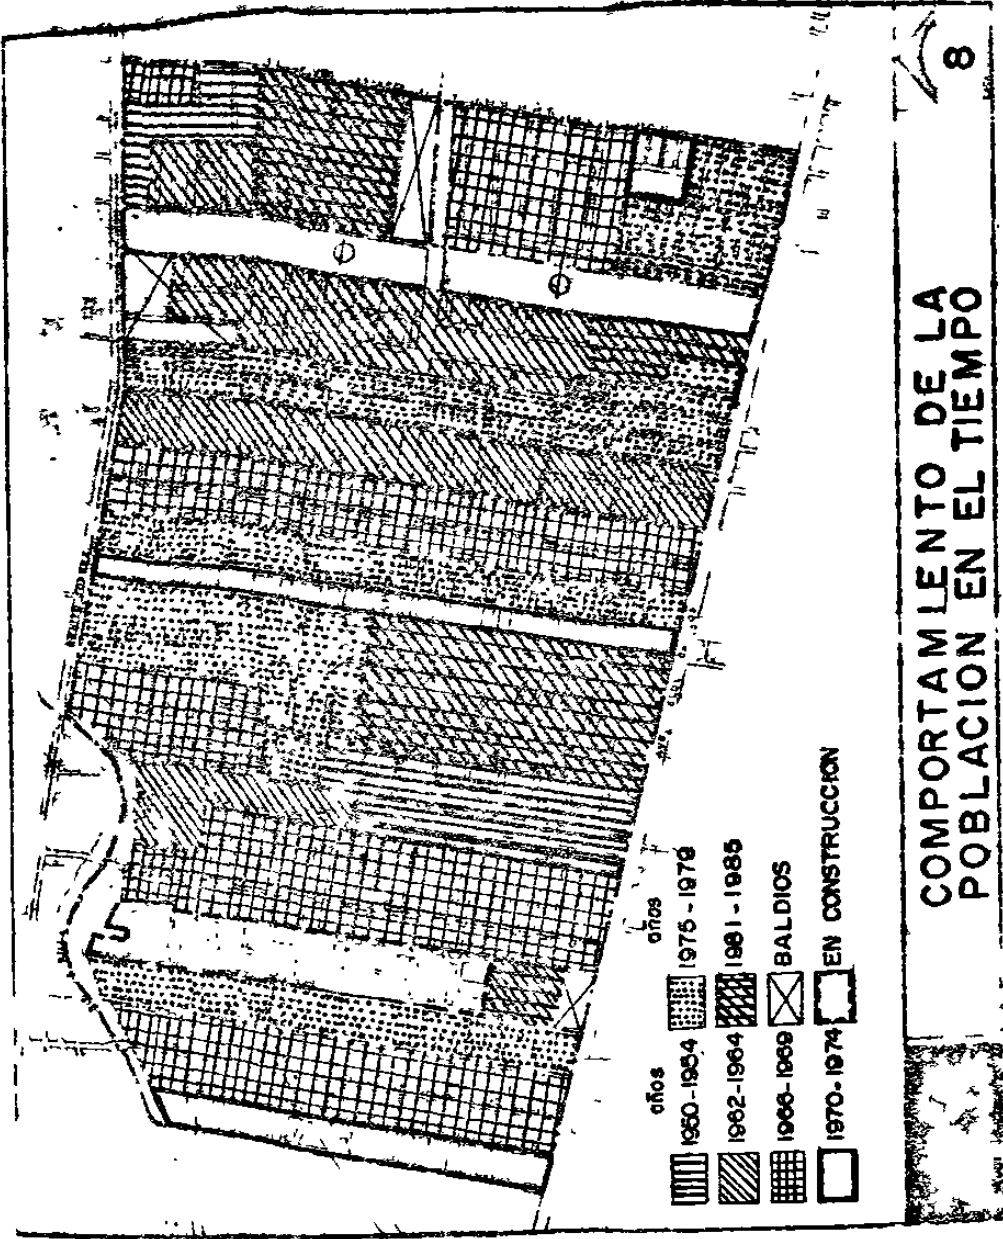 años
años
1950-1954
1975-1979
1962-1964
1981-1985
1966-1969
BALDIOS
1970-1974
EN CONSTRUCCION
COMPORTAMIENTO DE LA
POBLACION EN EL TIEMPO
8